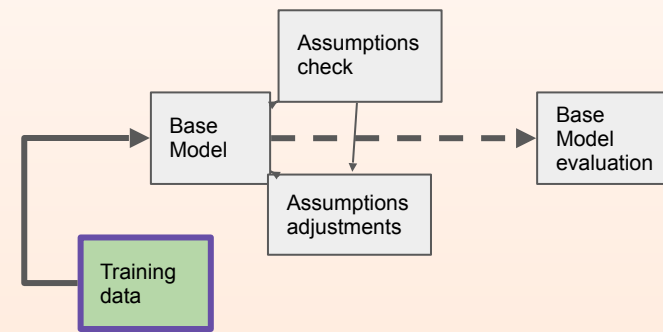 Assumptions
check
Base
Model
Base
Model
evaluation
Assumptions
adjustments
Training
data